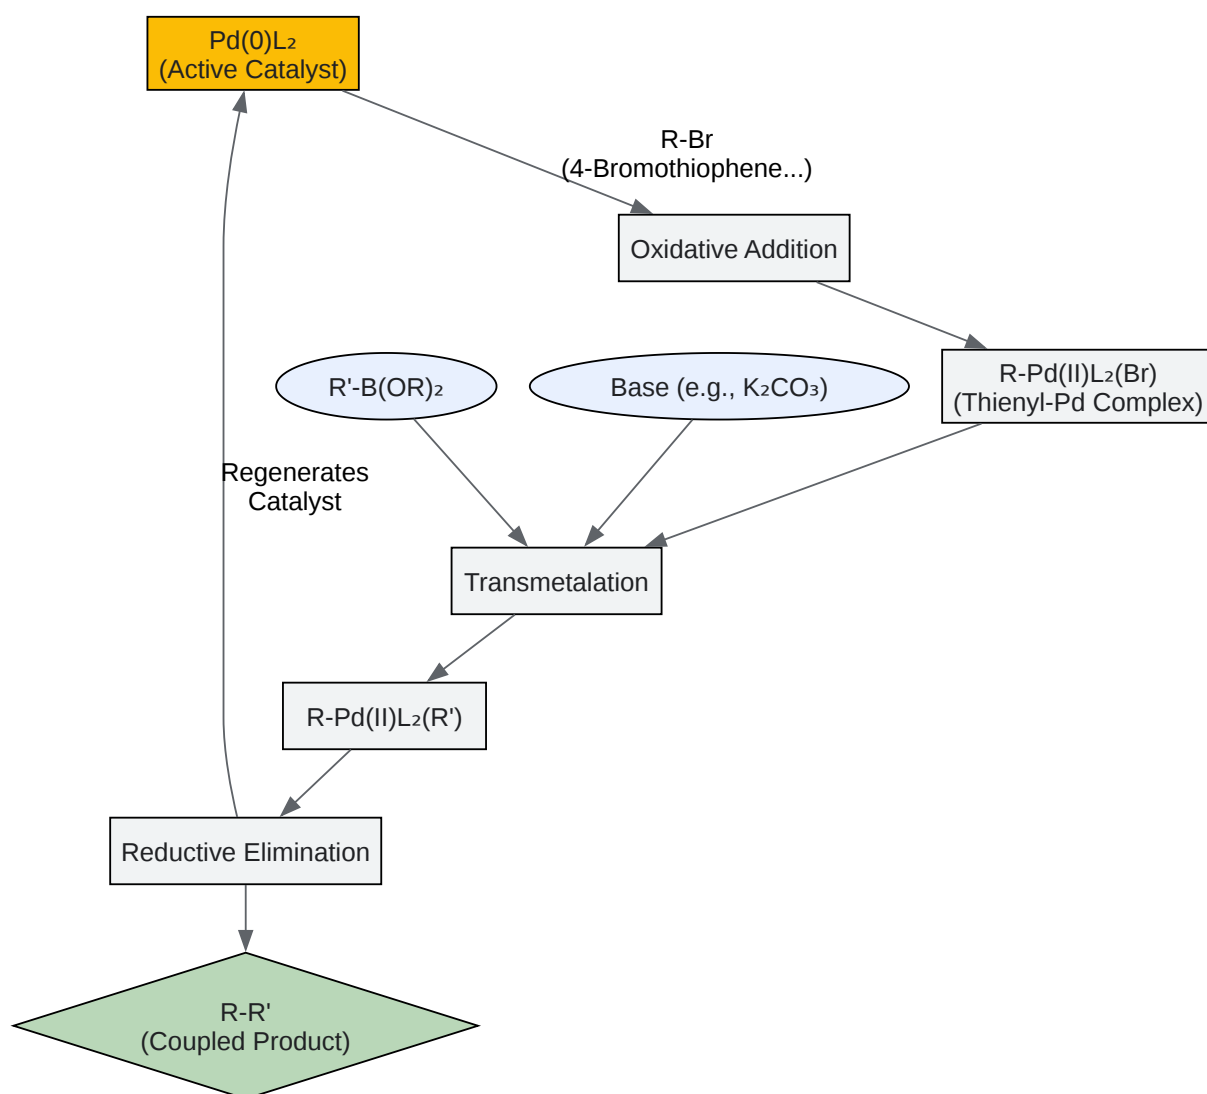 Pd(0)L₂
(Active Catalyst)
R-Br
(4-Bromothiophene...)
Oxidative Addition
R'-B(OR)₂
Base (e.g., K₂CO₃)
R-Pd(II)L₂(Br)
(Thienyl-Pd Complex)
Regenerates
Catalyst
Transmetalation
R-Pd(II)L₂(R')
Reductive Elimination
R-R'
(Coupled Product)